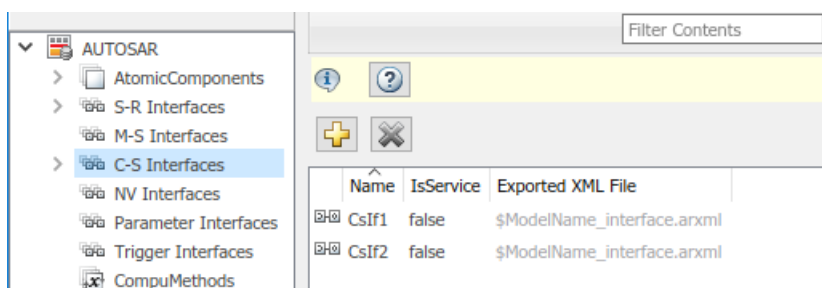 Filter Contents
AUTOSAR
AtomicComponents
S-R Interfaces
M-S Interfaces
C-S Interfaces
NV Interfaces
Parameter Interfaces
Trigger Interfaces
CompuMethods
Name IsService Exported XML File
CsIf1 false $ModelName_interface.arxml
CsIf2 false $ModelName_interface.arxml